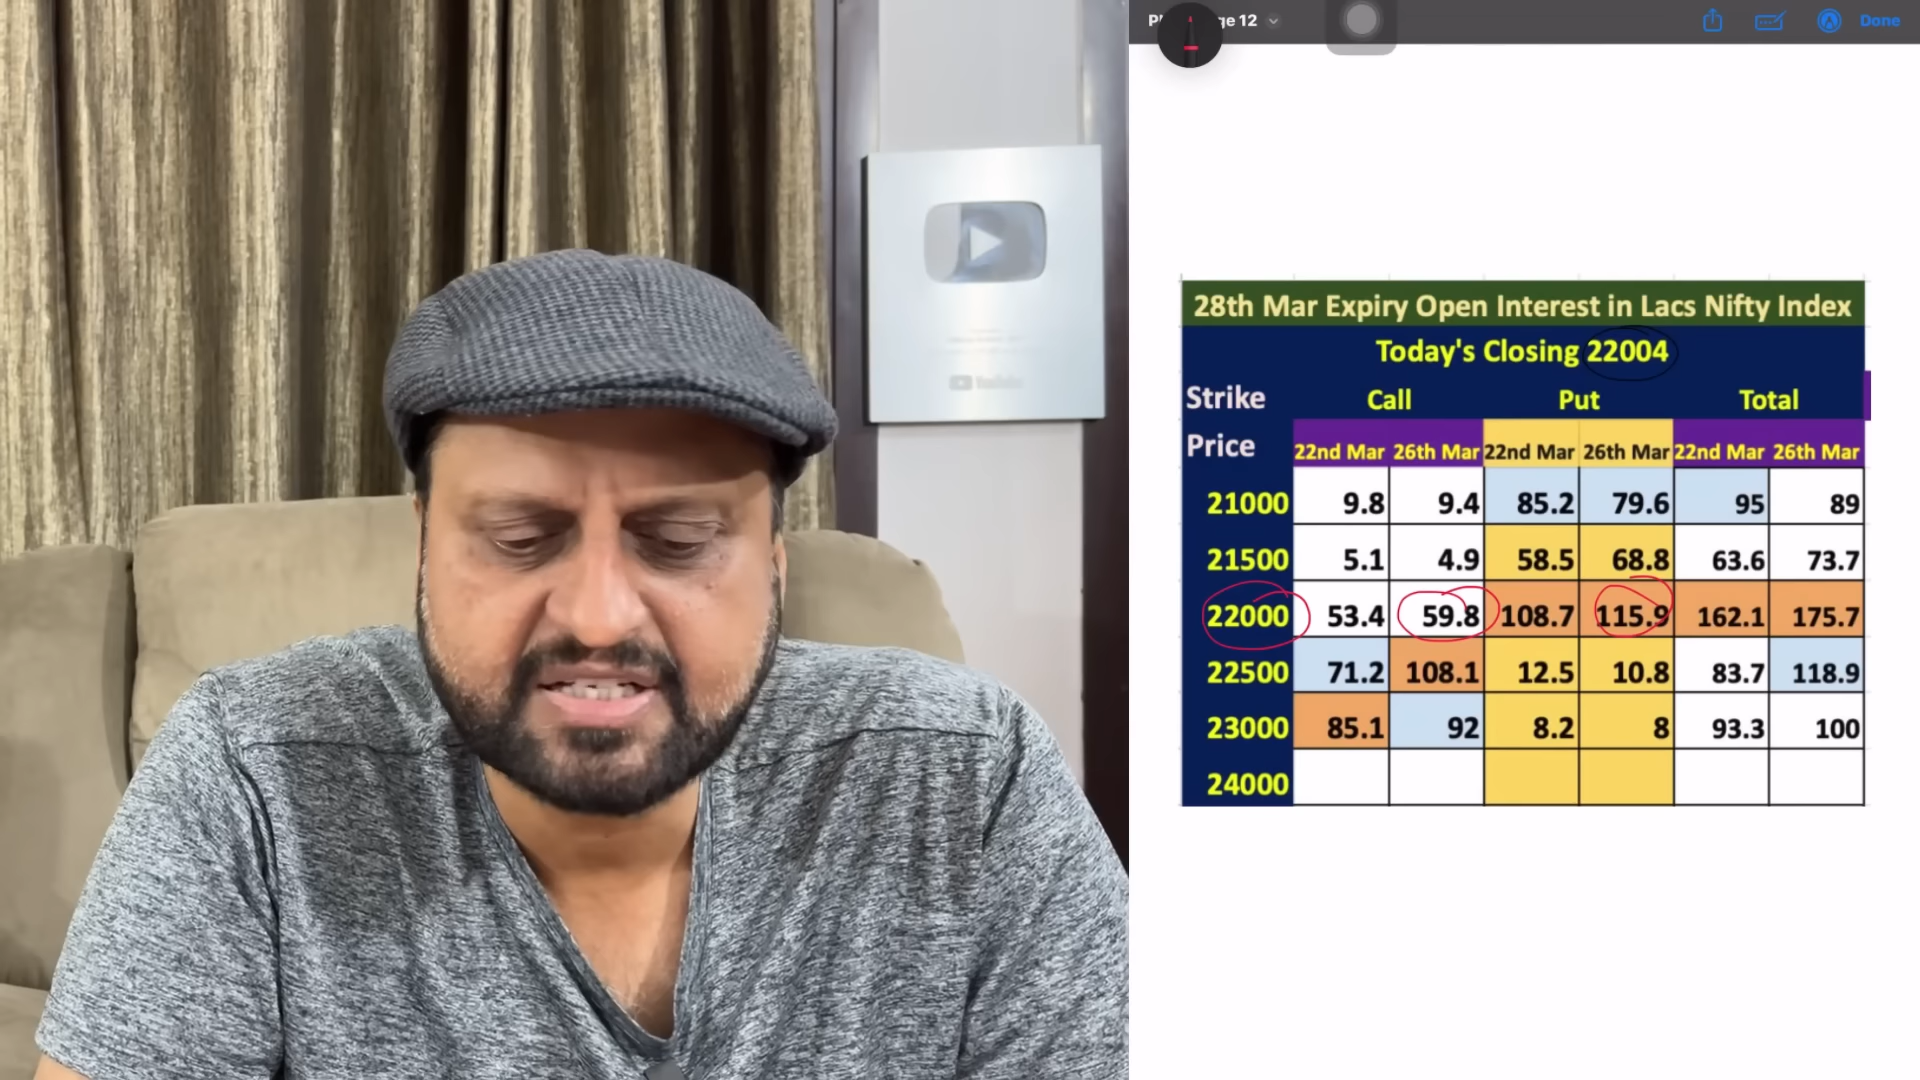 ge 12
Done
28th Mar Expiry Open Interest in Lacs Nifty Index
Today's Closing 22004
Strike Price Call Put Total
22nd Mar 26th Mar 22nd Mar 26th Mar 22nd Mar 26th Mar
21000 9.8 9.4 85.2 79.6 95 89
21500 5.1 4.9 58.5 68.8 63.6 73.7
22000 53.4 59.8 108.7 115.9 162.1 175.7
22500 71.2 108.1 12.5 10.8 83.7 118.9
23000 85.1 92 8.2 8 93.3 100
24000